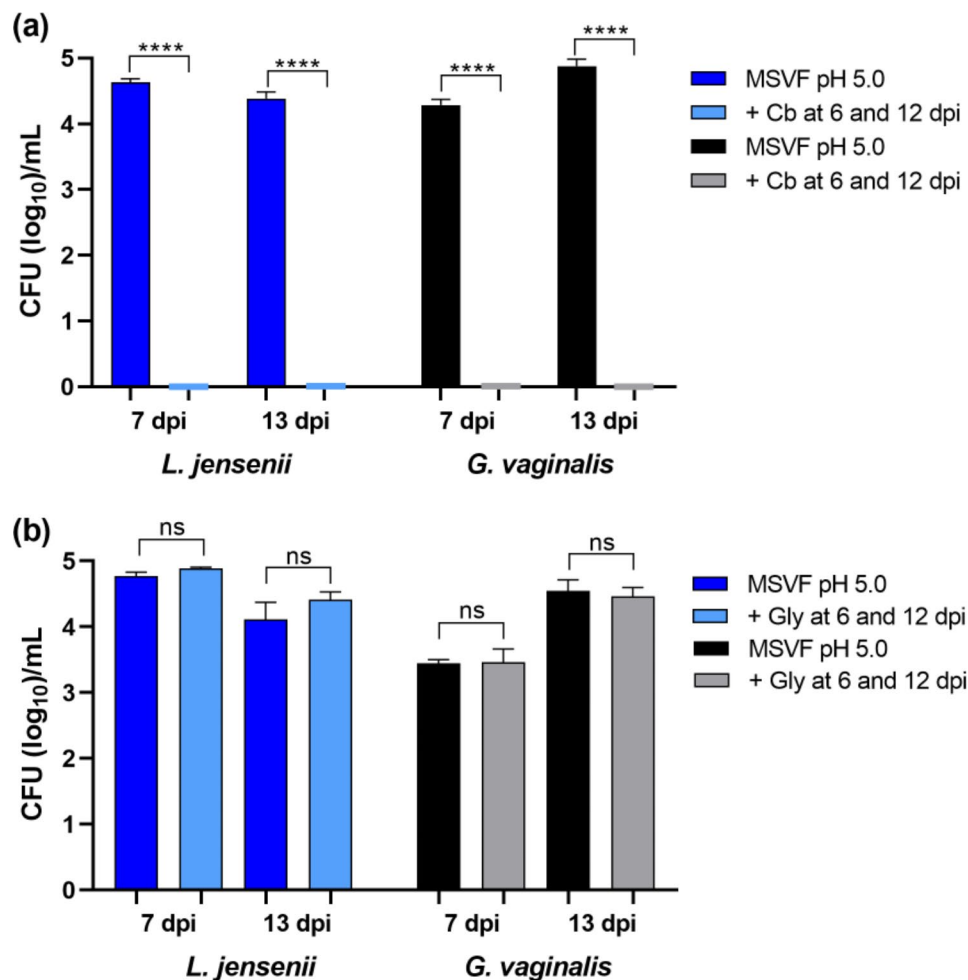 (a)
CFU (log10)/mL
5
4
3
2
1
0
****
****
****
****
7 dpi
13 dpi
7 dpi
13 dpi
L. jensenii
G. vaginalis
MSVF pH 5.0
+ Cb at 6 and 12 dpi
MSVF pH 5.0
+ Cb at 6 and 12 dpi
(b)
CFU (log10)/mL
5
4
3
2
1
0
ns
ns
ns
ns
7 dpi
13 dpi
7 dpi
13 dpi
L. jensenii
G. vaginalis
MSVF pH 5.0
+ Gly at 6 and 12 dpi
MSVF pH 5.0
+ Gly at 6 and 12 dpi